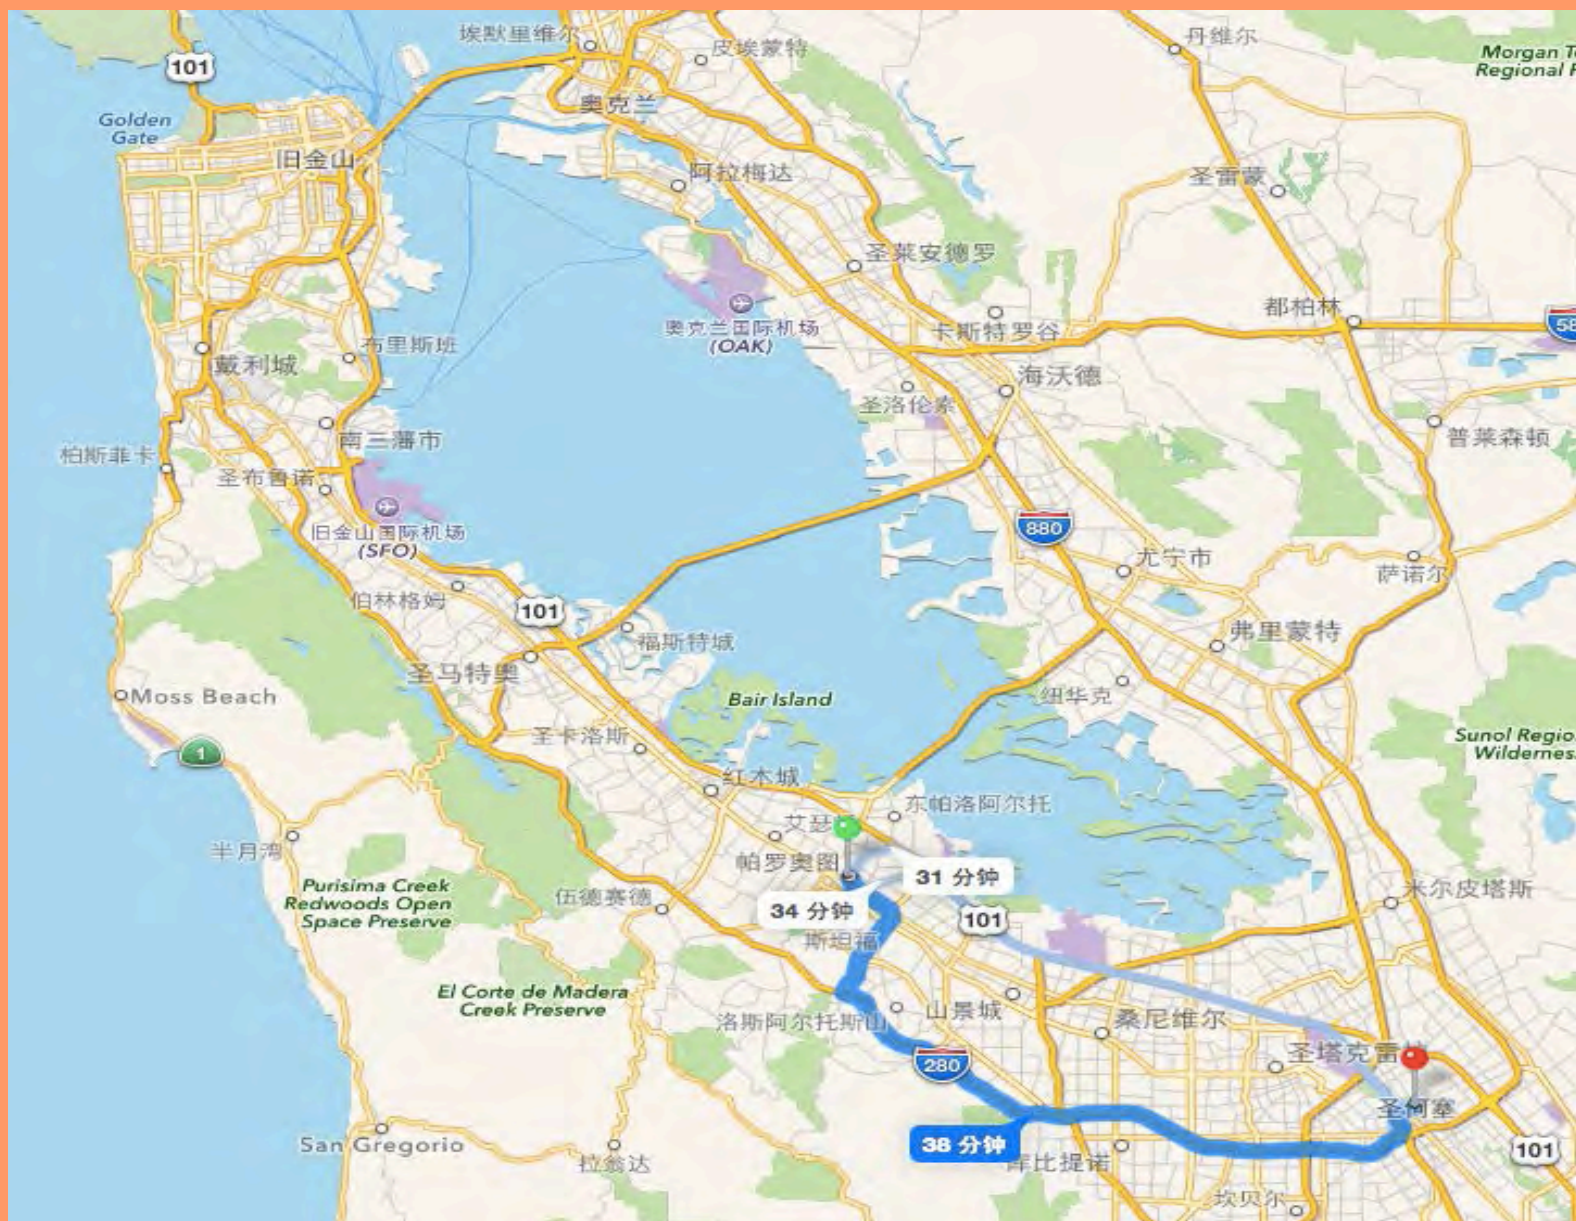 埃默里维尔
皮埃蒙特
丹维尔
Morgan
Regional
101
奥克兰
Golden
Gate
旧金山
阿拉梅达
圣雷蒙
圣莱安德罗
奥克兰国际机场
(OAK)
卡斯特罗谷
都柏林
58
布里斯班
戴利城
海沃德
圣洛伦索
南三藩市
普莱森顿
柏斯菲卡
圣布鲁诺
旧金山国际机场
(SFO)
880
尤宁市
萨诺尔
伯林格姆
101
福斯特城
弗里蒙特
圣马特奥
Moss Beach
Bair Island
纽华克
1
圣卡洛斯
Sunol
Wilderness
红木城
东帕洛阿尔托
艾瑟
半月湾
帕罗奥图
31 分钟
Purisima Creek
Redwoods Open
Space Preserve
伍德赛德
34 分钟
101
米尔皮塔斯
斯坦福
El Corte de Madera
Creek Preserve
洛斯阿尔托斯山
山景城
桑尼维尔
280
圣塔克雷
圣何塞
38 分钟
San Gregorio
拉翁达
库比提诺
101
坎贝尔